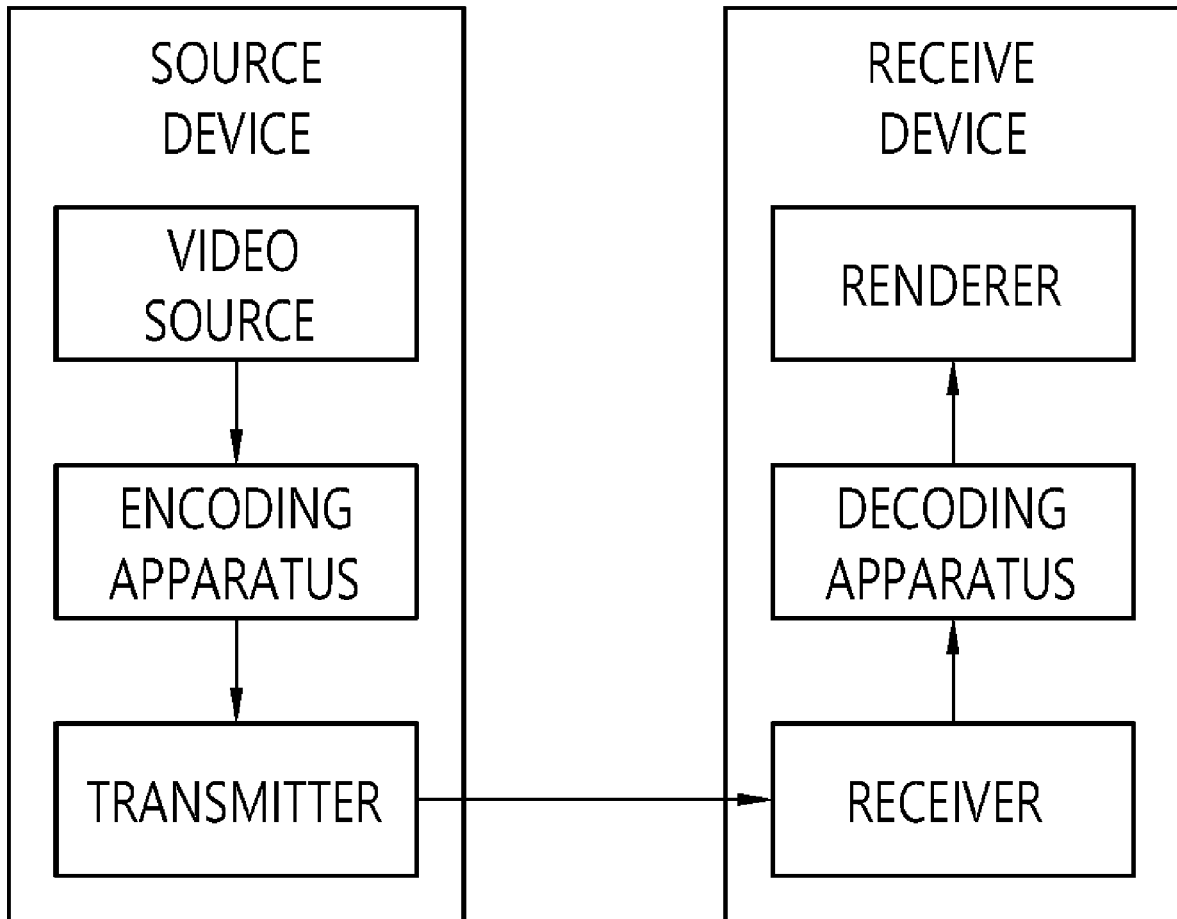 SOURCE
DEVICE
VIDEO
SOURCE
ENCODING
APPARATUS
TRANSMITTER
RECEIVE
DEVICE
RENDERER
DECODING
APPARATUS
RECEIVER